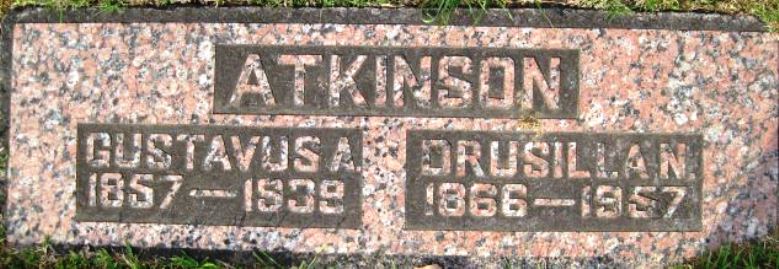 ATKINSON
GUSTAVUS A.
1857—1939
DRUSILLA N.
1866—1957